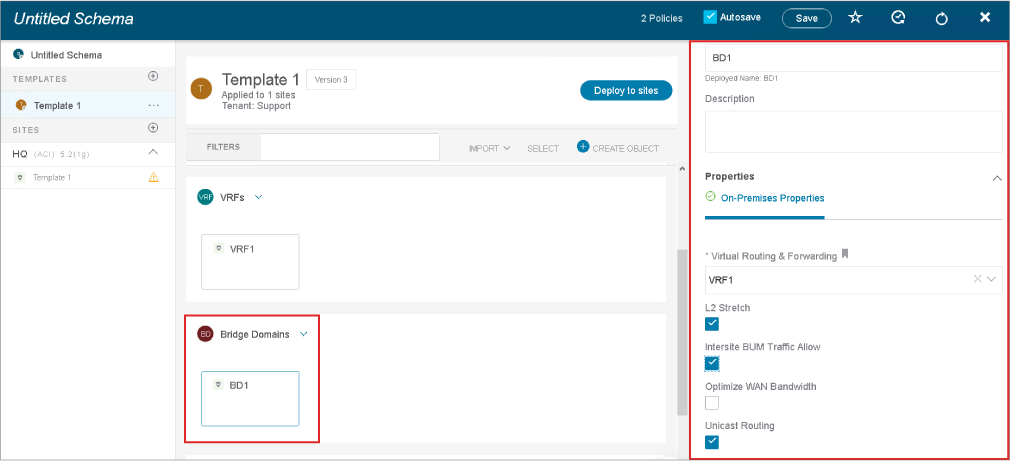 Untitled Schema
2 Policies
Autosave
Save
Untitled Schema
TEMPLATES
Template 1
SITES
HQ (ACI) 5.2(1g)
Template 1
T
Template 1
Version 3
Applied to 1 sites
Tenant: Support
Deploy to sites
FILTERS
IMPORT
SELECT
CREATE OBJECT
VRF
VRFs
VRF1
BD
Bridge Domains
BD1
BD1
Deployed Name: BD1
Description
Properties
On-Premises Properties
* Virtual Routing & Forwarding
VRF1
L2 Stretch
Intersite BUM Traffic Allow
Optimize WAN Bandwidth
Unicast Routing